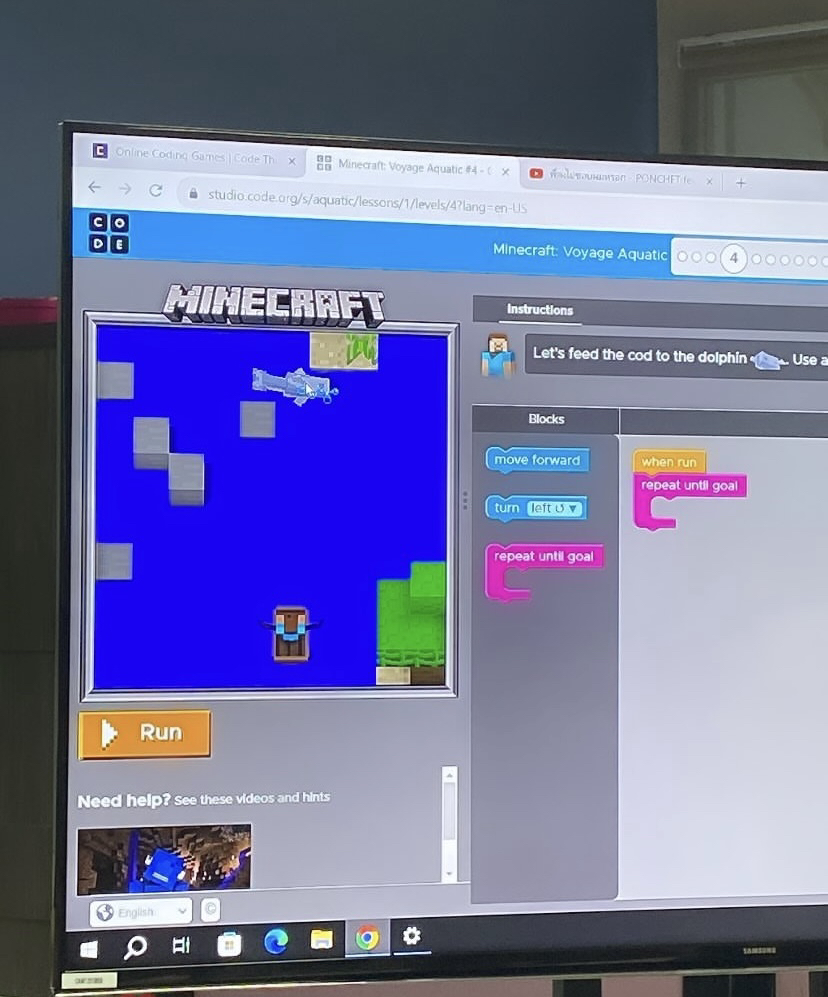 Online Coding Games | Code Th
Minecraft: Voyage Aquatic #4 -
PONCHET
studio.code.org/s/aquatic/lessons/1/levels/4?lang=en-US
C O
D E
Minecraft: Voyage Aquatic
4
MINECRAFT
Instructions
Let's feed the cod to the dolphin
. Use a
Blocks
move forward
when run
repeat until goal
turn left ↺ ▼
repeat until goal
Run
Need help? See these videos and hints
English
SAMSUNG